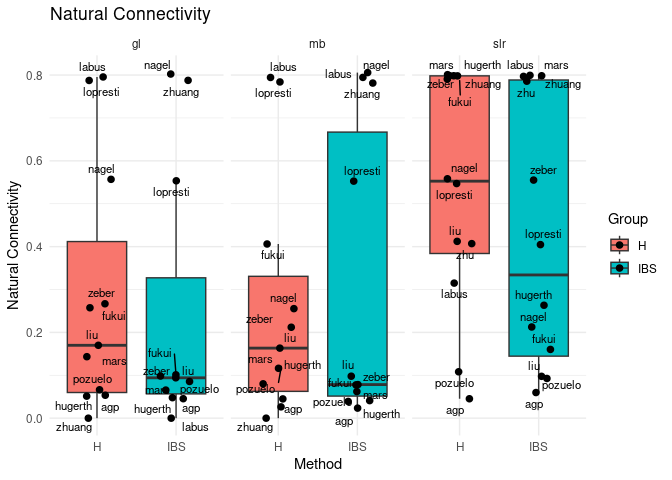 Natural Connectivity
gl
mb
slr
Natural Connectivity
0.8
0.6
0.4
0.2
0.0
labus
lopresti
nagel
zeber
fukui
liu
mars
pozuelo
hugerth
agp
zhuang
nagel
zhuang
lopresti
fukui
zeber
liu
mars
pozuelo
hugerth
agp
labus
labus
lopresti
fukui
nagel
zeber
liu
mars
hugerth
pozuelo
agp
zhuang
nagel
labus
zhuang
lopresti
liu
fukui
zeber
mars
pozuelo
hugerth
agp
mars
hugerth
zeber
zhuang
fukui
nagel
lopresti
liu
zhu
labus
pozuelo
agp
labus
mars
zhuang
zhu
zeber
lopresti
hugerth
nagel
fukui
liu
pozuelo
agp
H
IBS
H
IBS
H
IBS
Method
Group
H
IBS